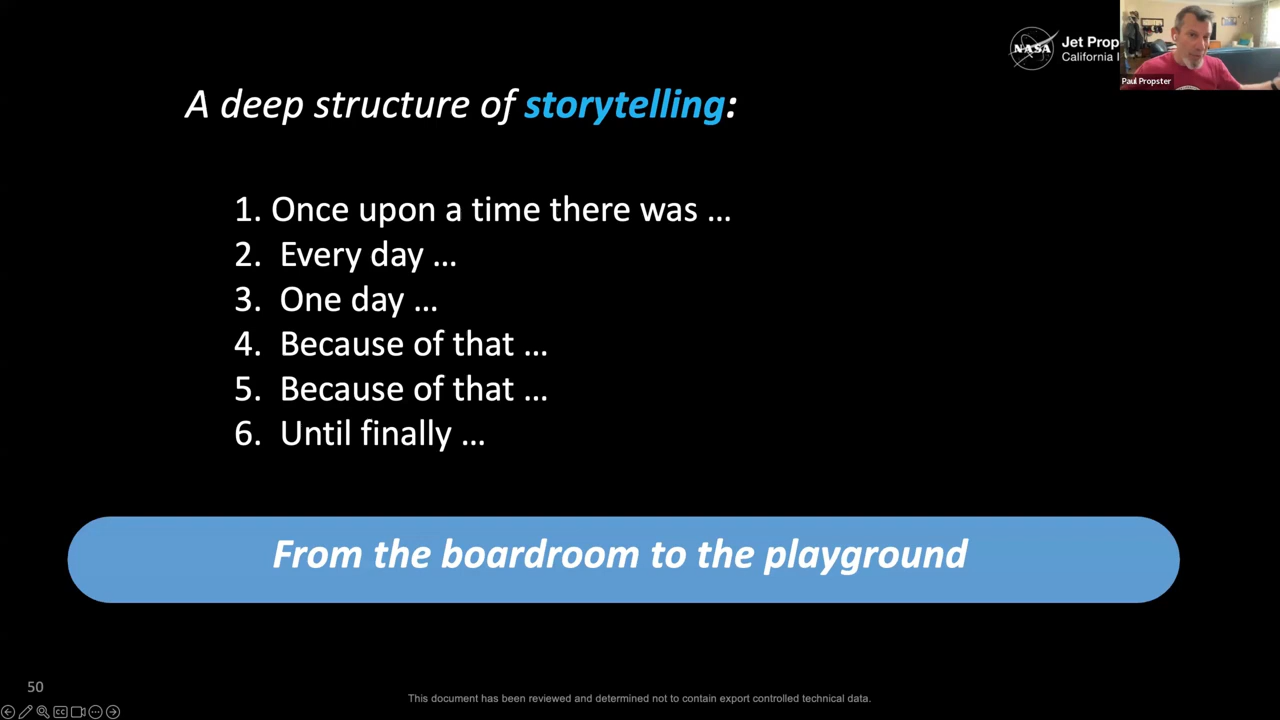 NASA
Jet Prop
California I
Paul Propster
A deep structure of storytelling:
1. Once upon a time there was ...
2. Every day ...
3. One day ...
4. Because of that ...
5. Because of that ...
6. Until finally ...
From the boardroom to the playground
50
This document has been reviewed and determined not to contain export controlled technical data.
CC